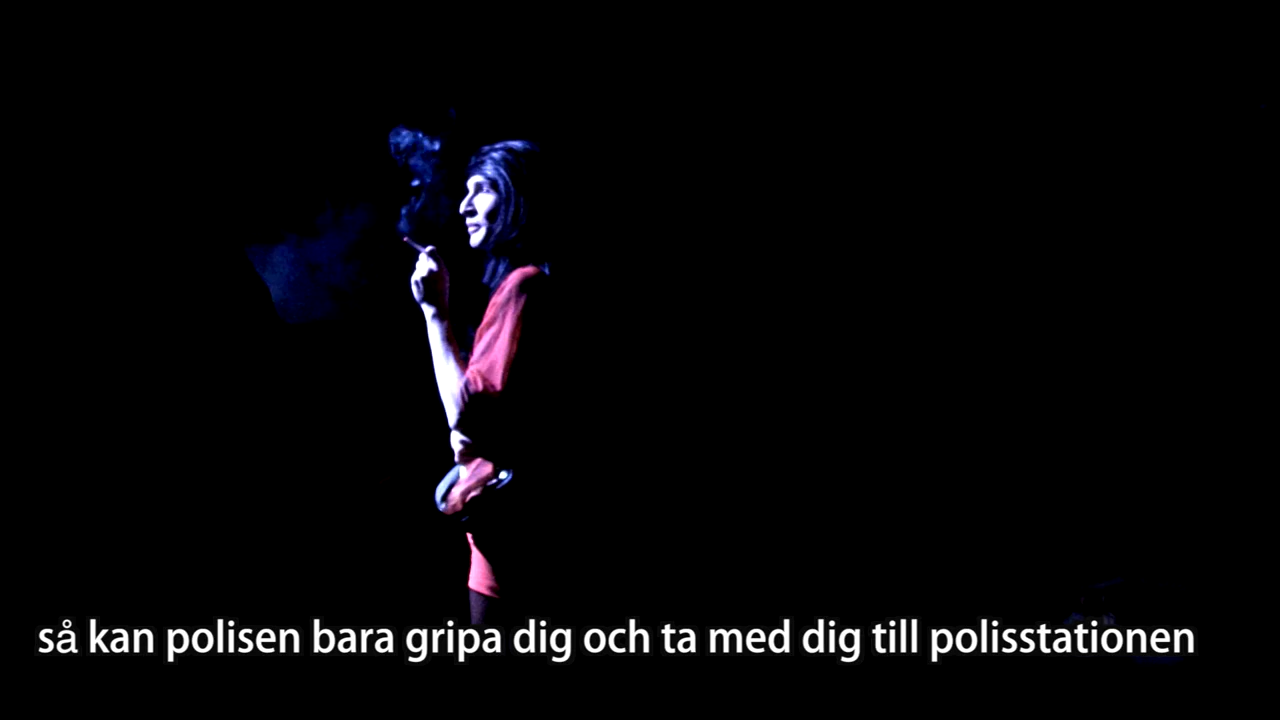 så kan polisen bara gripa dig och ta med dig till polisstationen